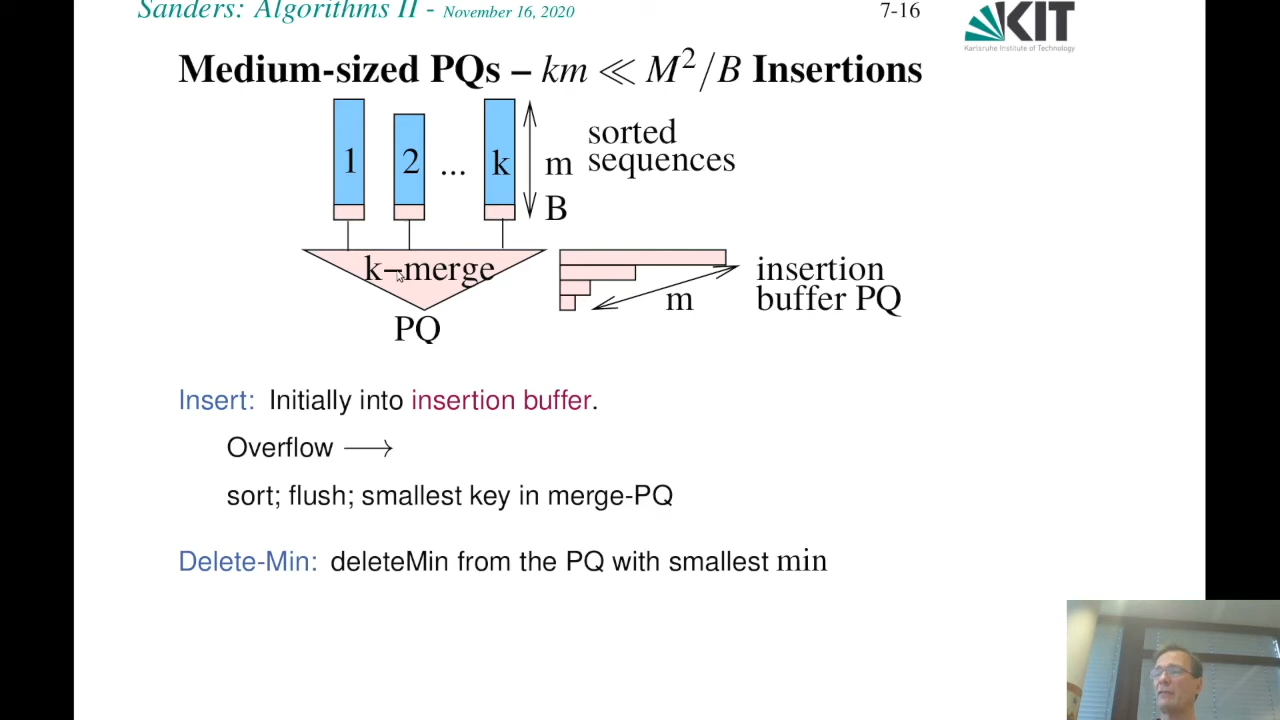 Sanders: Algorithms II - November 16, 2020
7-16
KIT
Karlsruhe Institute of Technology
Medium-sized PQs – km ≪ M²/B Insertions
1 2 ... k
m
B
sorted
sequences
k–merge
PQ
m
insertion
buffer PQ
Insert: Initially into insertion buffer.
Overflow ⟶
sort; flush; smallest key in merge-PQ
Delete-Min: deleteMin from the PQ with smallest min